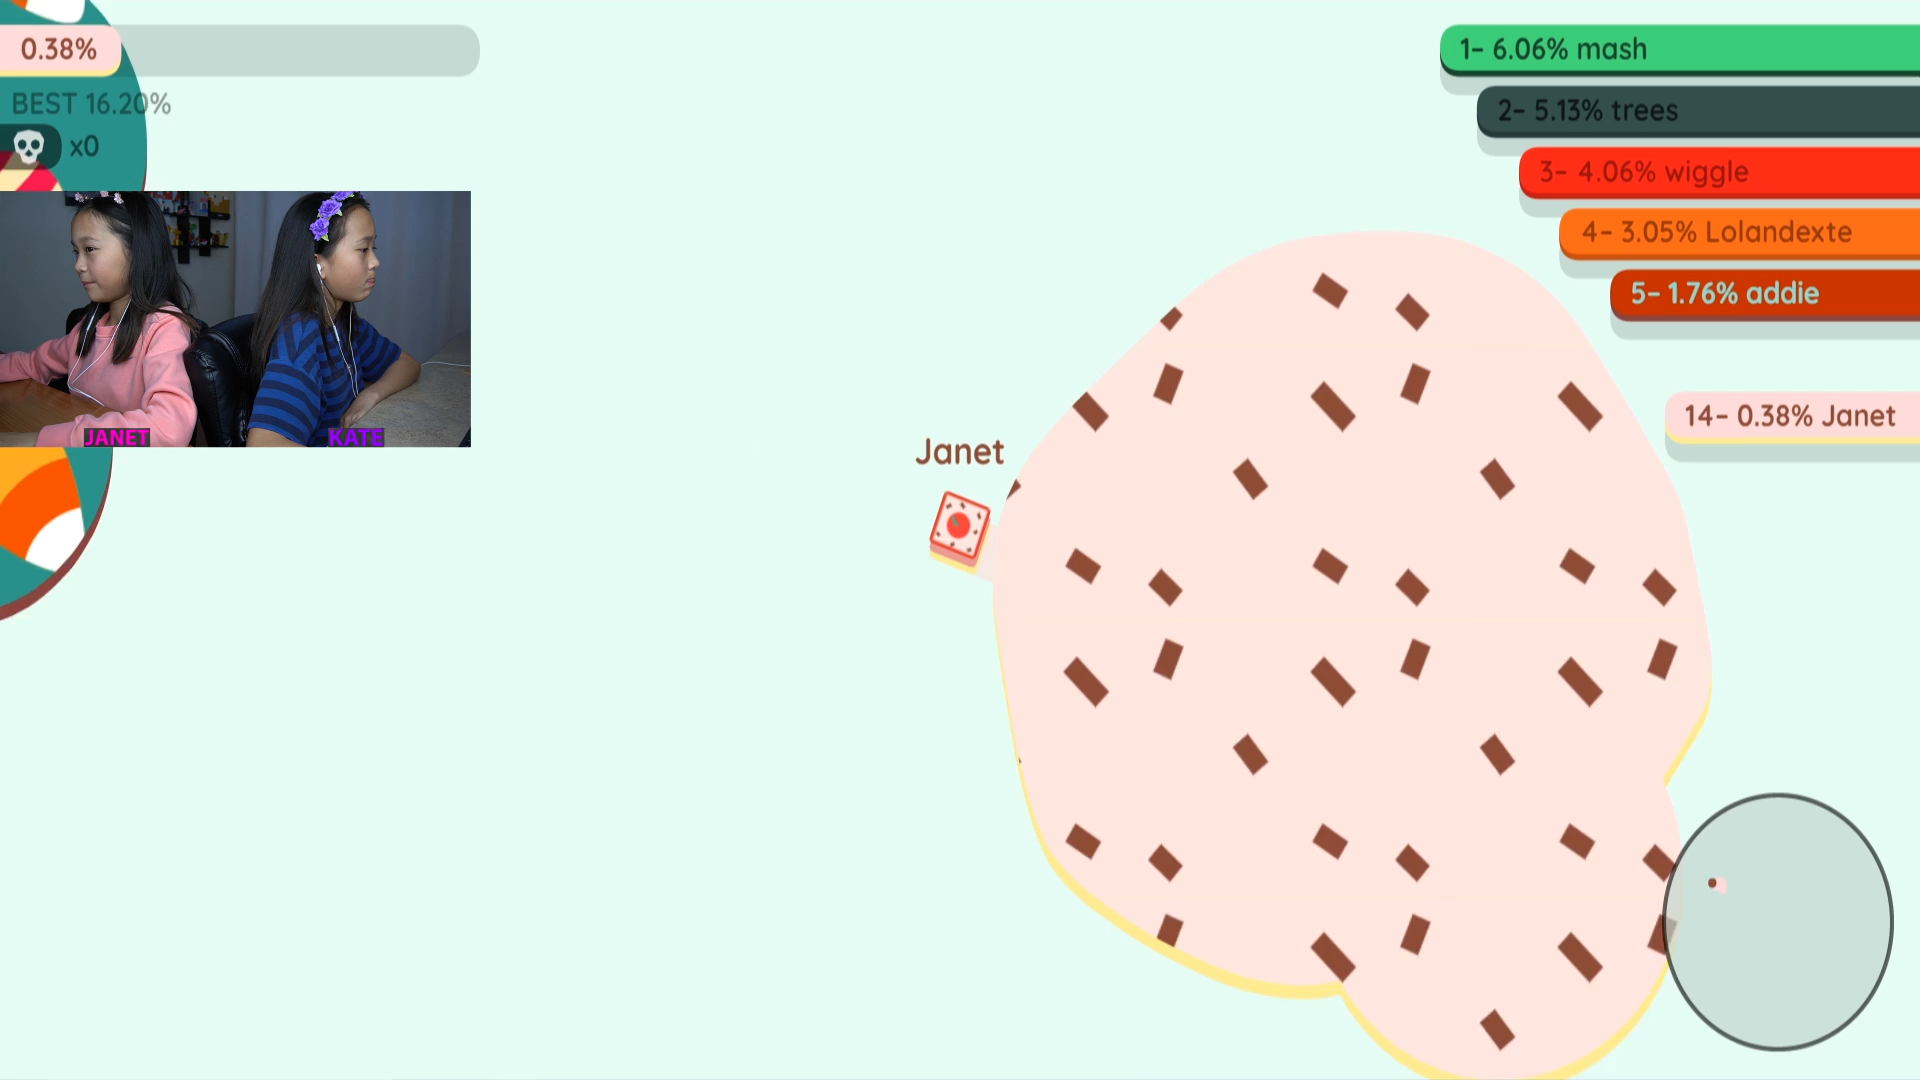 0.38%
BEST 16.20%
x0
JANET
KATE
Janet
1- 6.06% mash
2- 5.13% trees
3- 4.06% wiggle
4- 3.05% Lolandexte
5- 1.76% addie
14- 0.38% Janet